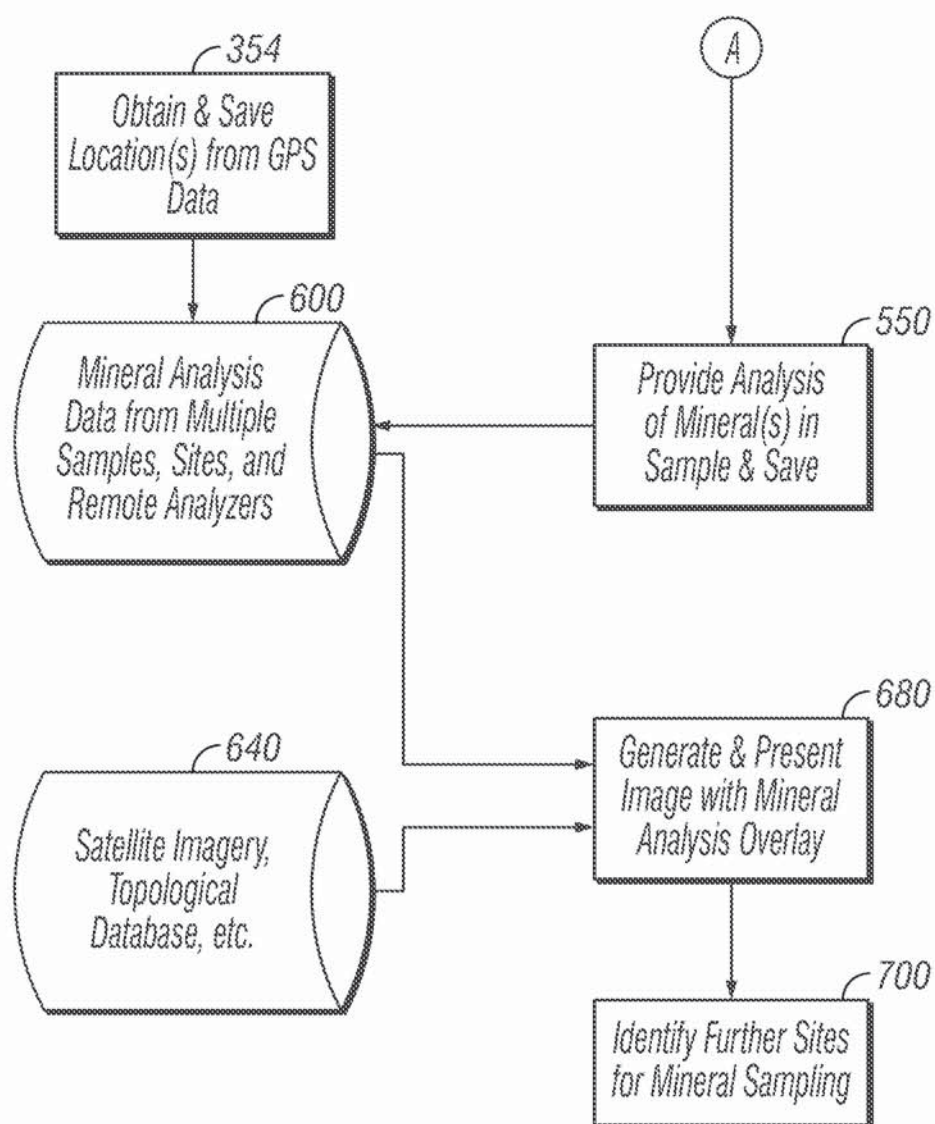 354
Obtain & Save
Location(s) from GPS
Data
A
600
Mineral Analysis
Data from Multiple
Samples, Sites, and
Remote Analyzers
550
Provide Analysis
of Mineral(s) in
Sample & Save
640
Satellite Imagery,
Topological
Database, etc.
680
Generate & Present
Image with Mineral
Analysis Overlay
700
Identify Further Sites
for Mineral Sampling